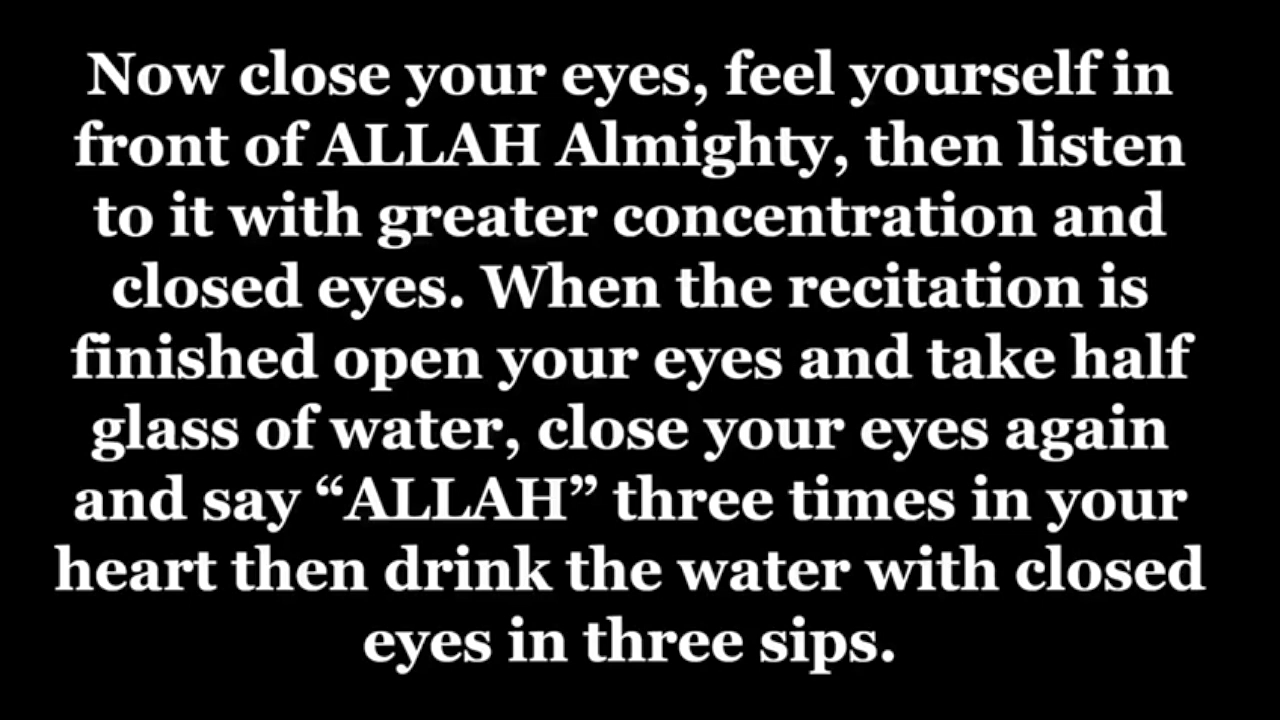 Now close your eyes, feel yourself in
front of ALLAH Almighty, then listen
to it with greater concentration and
closed eyes. When the recitation is
finished open your eyes and take half
glass of water, close your eyes again
and say “ALLAH” three times in your
heart then drink the water with closed
eyes in three sips.